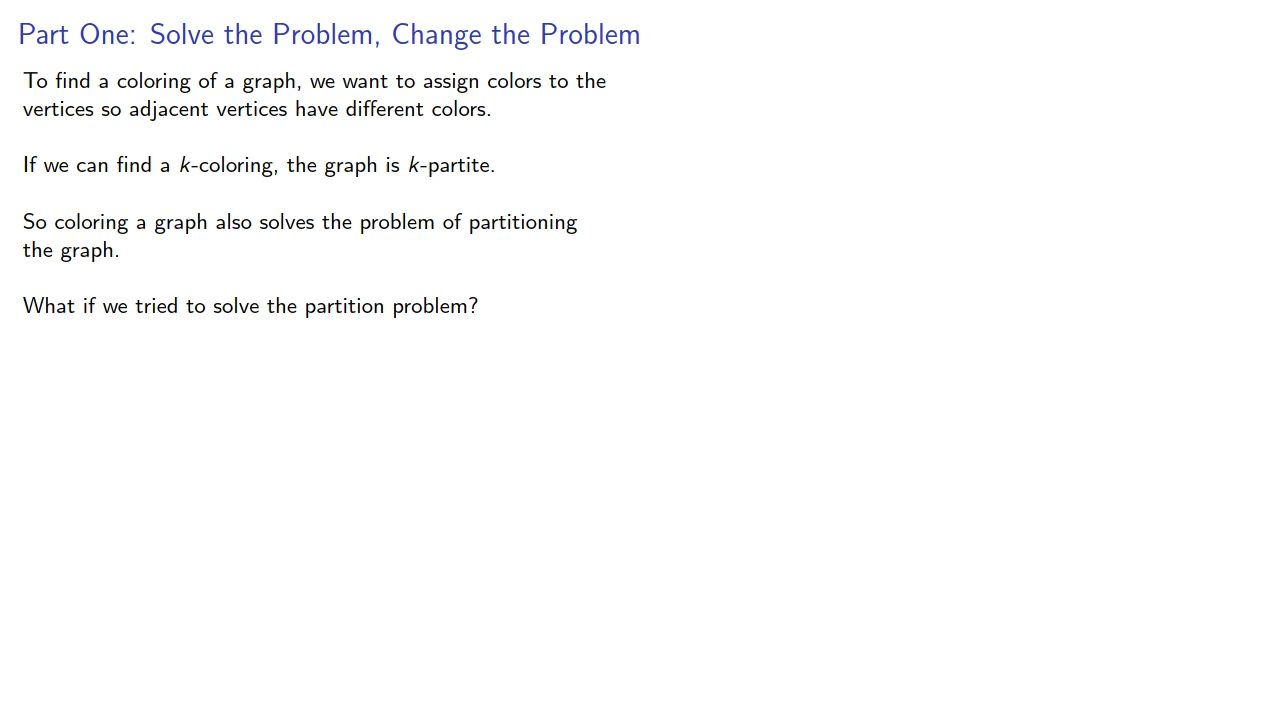 Part One: Solve the Problem, Change the Problem
To find a coloring of a graph, we want to assign colors to the
vertices so adjacent vertices have different colors.
If we can find a k-coloring, the graph is k-partite.
So coloring a graph also solves the problem of partitioning
the graph.
What if we tried to solve the partition problem?